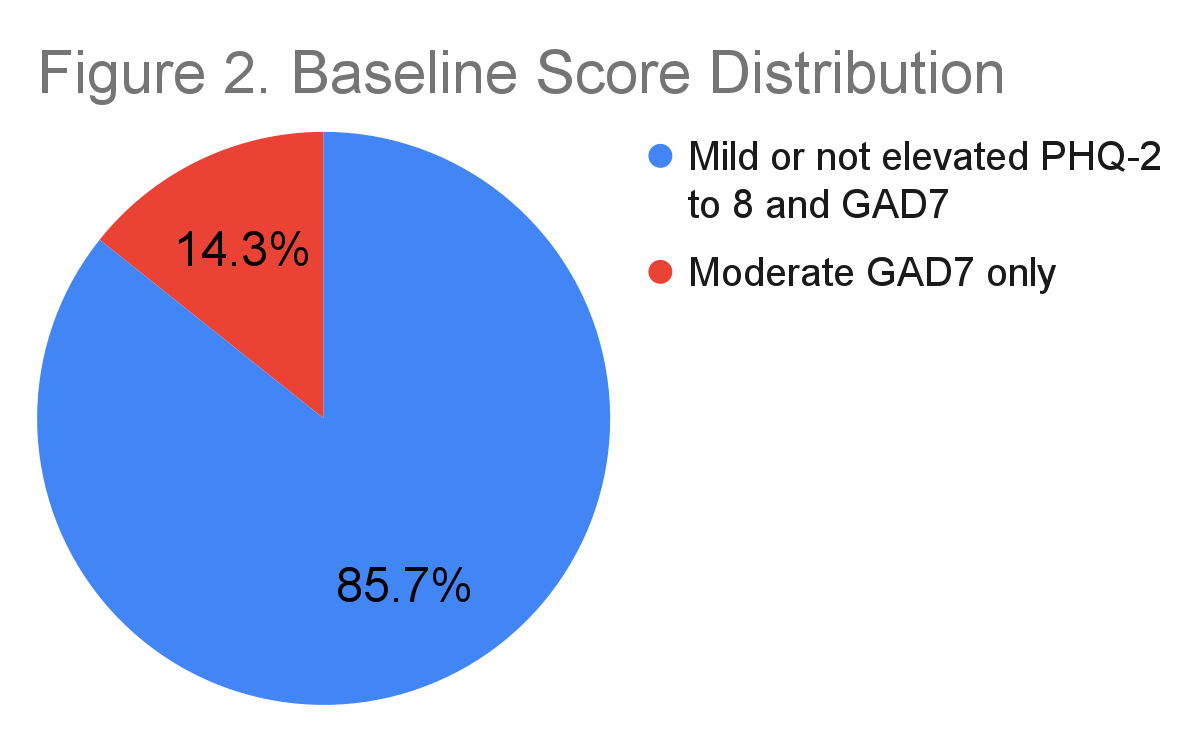 Figure 2. Baseline Score Distribution
Mild or not elevated PHQ-2
to 8 and GAD7
Moderate GAD7 only
14.3%
85.7%